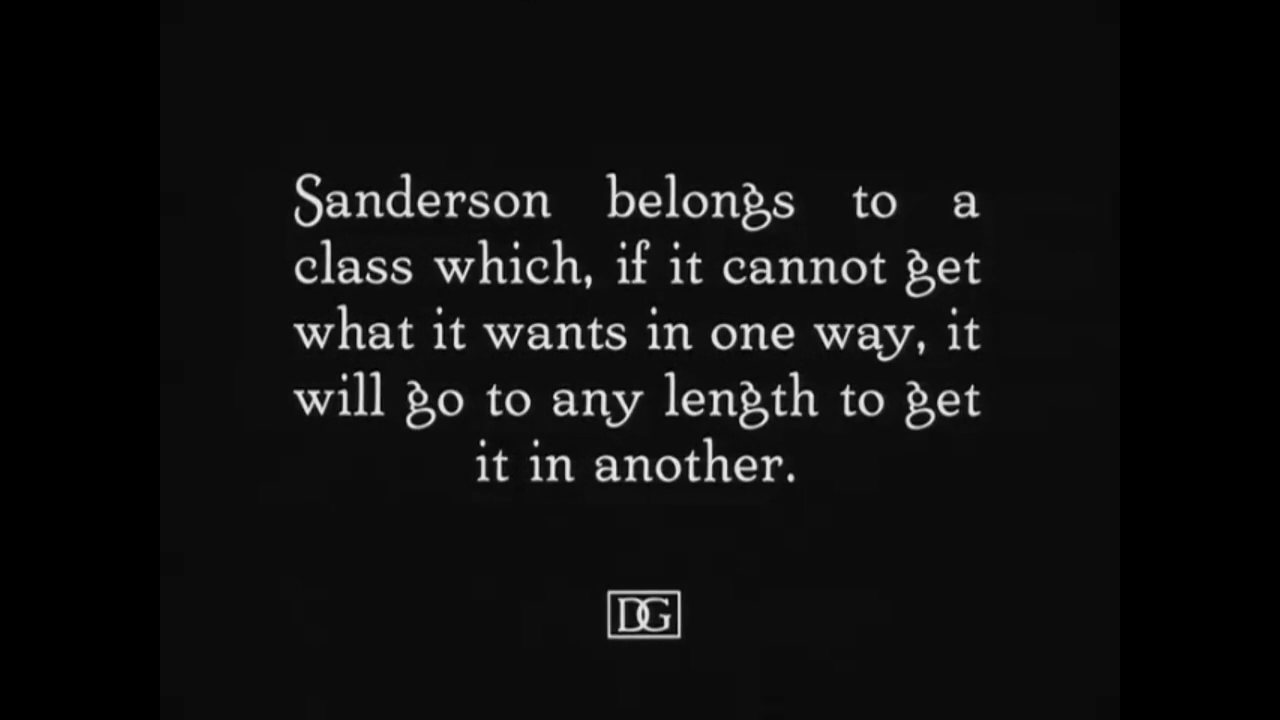 Sanderson belongs to a
class which, if it cannot get
what it wants in one way, it
will go to any length to get
it in another.
DG